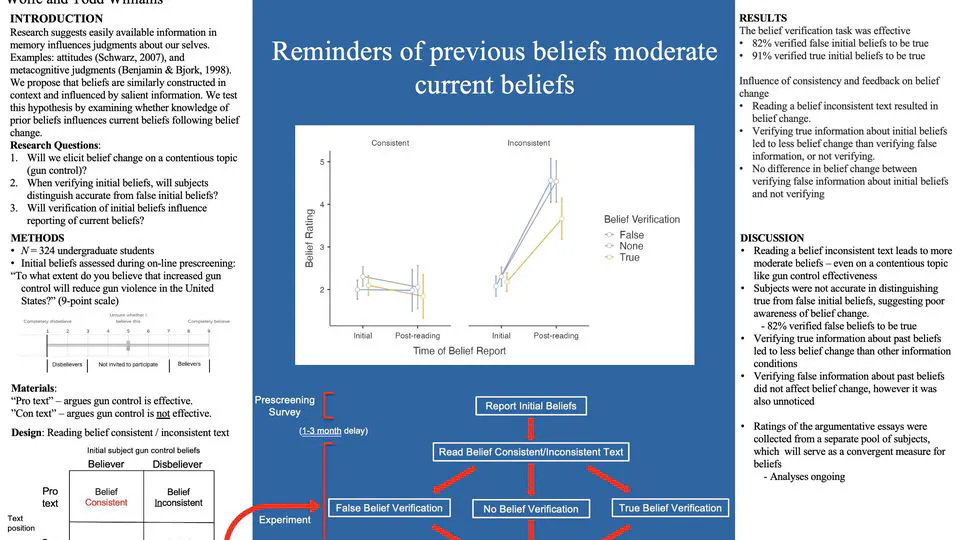 Wolfe and Todd Williams
INTRODUCTION
Research suggests easily available information in
memory influences judgments about our selves.
Examples: attitudes (Schwarz, 2007), and
metacognitive judgments (Benjamin & Bjork, 1998).
We propose that beliefs are similarly constructed in
context and influenced by salient information. We test
this hypothesis by examining whether knowledge of
prior beliefs influences current beliefs following belief
change.
Research Questions:
1. Will we elicit belief change on a contentious topic
(gun control)?
2. When verifying initial beliefs, will subjects
distinguish accurate from false initial beliefs?
3. Will verification of initial beliefs influence
reporting of current beliefs?
METHODS
• N = 324 undergraduate students
• Initial beliefs assessed during on-line prescreening:
“To what extent do you believe that increased gun
control will reduce gun violence in the United
States?” (9-point scale)
Completely disbelieve
Unsure whether I
believe this
Completely believe
1 2 3 4 5 6 7 8 9
Disbelievers
Not invited to participate
Believers
Materials:
“Pro text” – argues gun control is effective.
”Con text” – argues gun control is not effective.
Design: Reading belief consistent / inconsistent text
Initial subject gun control beliefs
Believer
Disbeliever
Pro
text
Belief
Consistent
Belief
Inconsistent
Text
position
Reminders of previous beliefs moderate
current beliefs
Consistent
Inconsistent
5
4
3
2
Belief Rating
Initial
Post-reading
Initial
Post-reading
Time of Belief Report
Belief Verification
False
None
True
Prescreening
Survey
Report Initial Beliefs
(1-3 month delay)
Read Belief Consistent/Inconsistent Text
Experiment
False Belief Verification
No Belief Verification
True Belief Verification
RESULTS
The belief verification task was effective
• 82% verified false initial beliefs to be true
• 91% verified true initial beliefs to be true
Influence of consistency and feedback on belief
change
• Reading a belief inconsistent text resulted in
belief change.
• Verifying true information about initial beliefs
led to less belief change than verifying false
information, or not verifying.
• No difference in belief change between
verifying false information about initial beliefs
and not verifying
DISCUSSION
• Reading a belief inconsistent text leads to more
moderate beliefs – even on a contentious topic
like gun control effectiveness
• Subjects were not accurate in distinguishing
true from false initial beliefs, suggesting poor
awareness of belief change.
- 82% verified false beliefs to be true
• Verifying true information about past beliefs
led to less belief change than other information
conditions
• Verifying false information about past beliefs
did not affect belief change, however it was
also unnoticed
• Ratings of the argumentative essays were
collected from a separate pool of subjects,
which will serve as a convergent measure for
beliefs
- Analyses ongoing